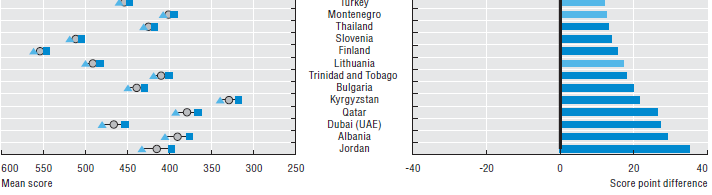 Turkey
Montenegro
Thailand
Slovenia
Finland
Lithuania
Trinidad and Tobago
Bulgaria
Kyrgyzstan
Qatar
Dubai (UAE)
Albania
Jordan
600 550 500 450 400 350 300 250 -40 -20 0 20 40
Mean score Score point difference